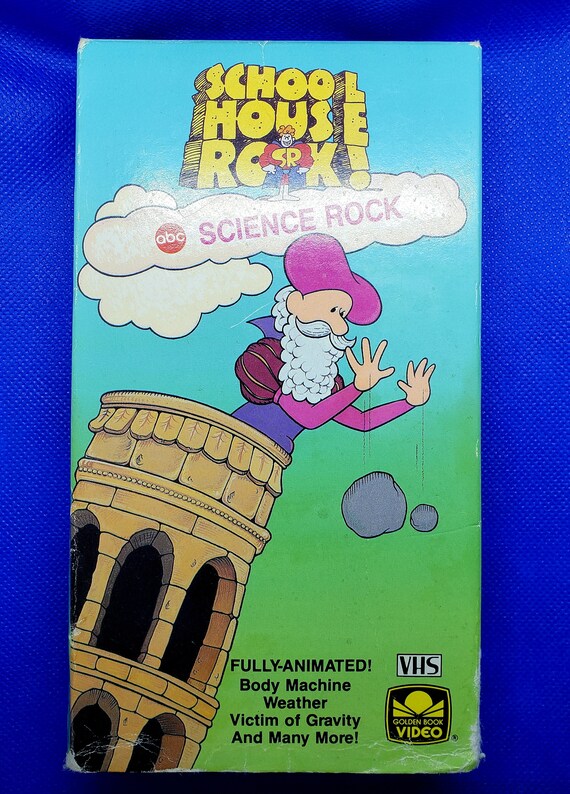 SCHOOL
HOUSE
ROCK!
SR
abc SCIENCE ROCK
FULLY-ANIMATED!
Body Machine
Weather
Victim of Gravity
And Many More!
VHS
GOLDEN BOOK
VIDEO®